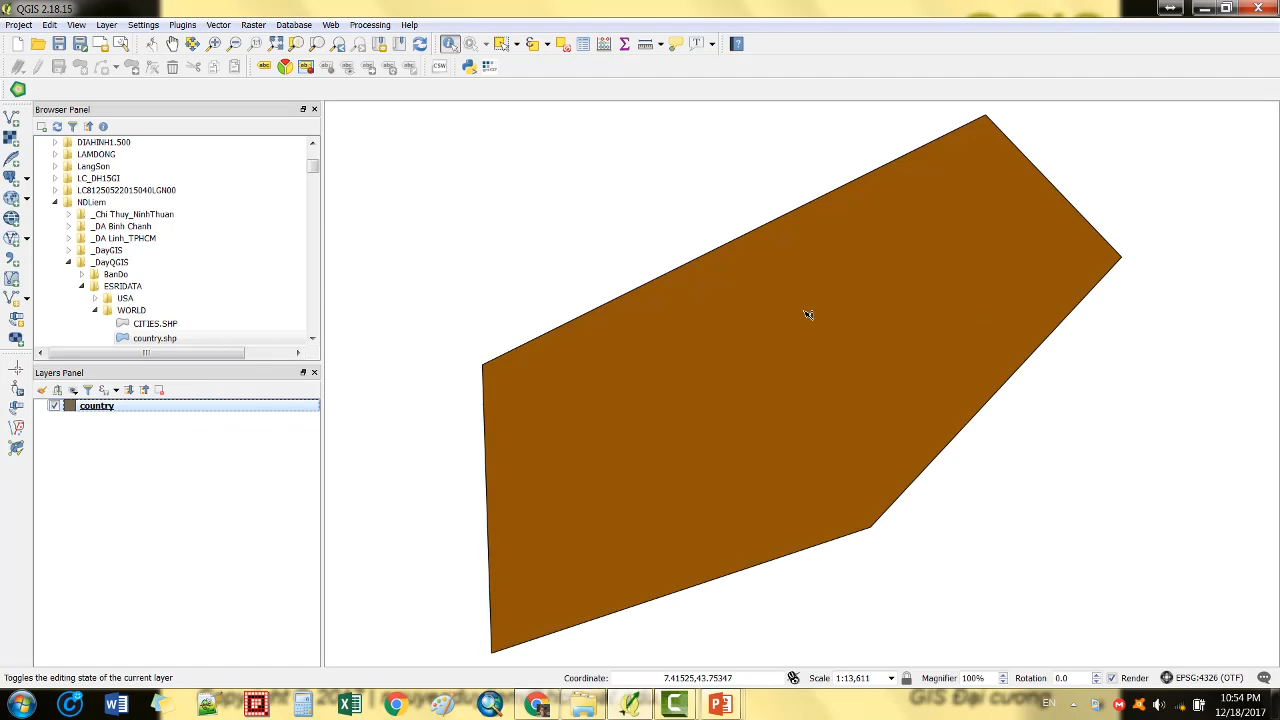 QGIS 2.18.15
Project Edit View Layer Settings Plugins Vector Raster Database Web Processing Help
abc abc CSW
Browser Panel
DIAHINH1.500
LAMDONG
LangSon
LC_DH15GI
LC81250522015040LGN00
NDLiem
_Chi Thuy_NinhThuan
_DA Binh Chanh
_DA Linh_TPHCM
_DayGIS
_DayQGIS
BanDo
ESRIDATA
USA
WORLD
CITIES.SHP
country.shp
Layers Panel
country
Toggles the editing state of the current layer
Coordinate: 7.41525,43.75347 Scale 1:13,611 Magnifier 100% Rotation 0.0 Render EPSG:4326 (OTF)
EN 10:54 PM
12/18/2017